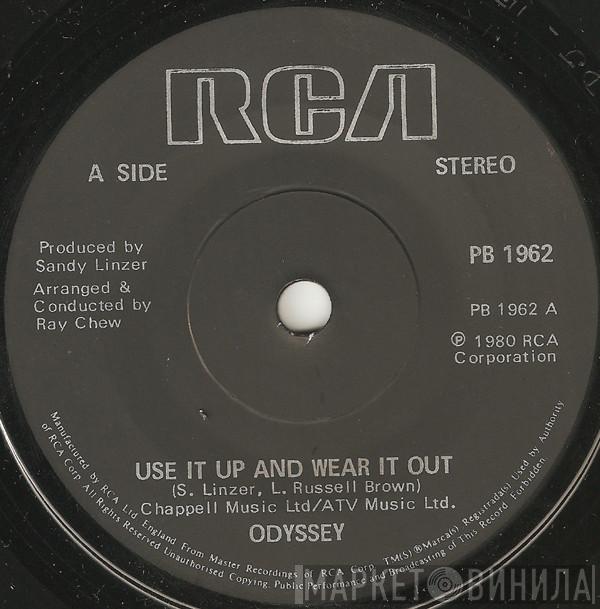 RCA
A SIDE
STEREO
Produced by
Sandy Linzer
Arranged &
Conducted by
Ray Chew
PB 1962
PB 1962 A
℗ 1980 RCA
Corporation
USE IT UP AND WEAR IT OUT
(S. Linzer, L. Russell Brown)
Chappell Music Ltd/ATV Music Ltd.
ODYSSEY
Manufactured by RCA Ltd England From Master Recordings of RCA Corp. TM(S) ®Marca(s) Registrada(s) Used by Authority
of RCA Corp All Rights Reserved Unauthorised Copying Public Performance and Broadcasting of This Record Forbidden.
МАРКЕТ ВИНИЛА